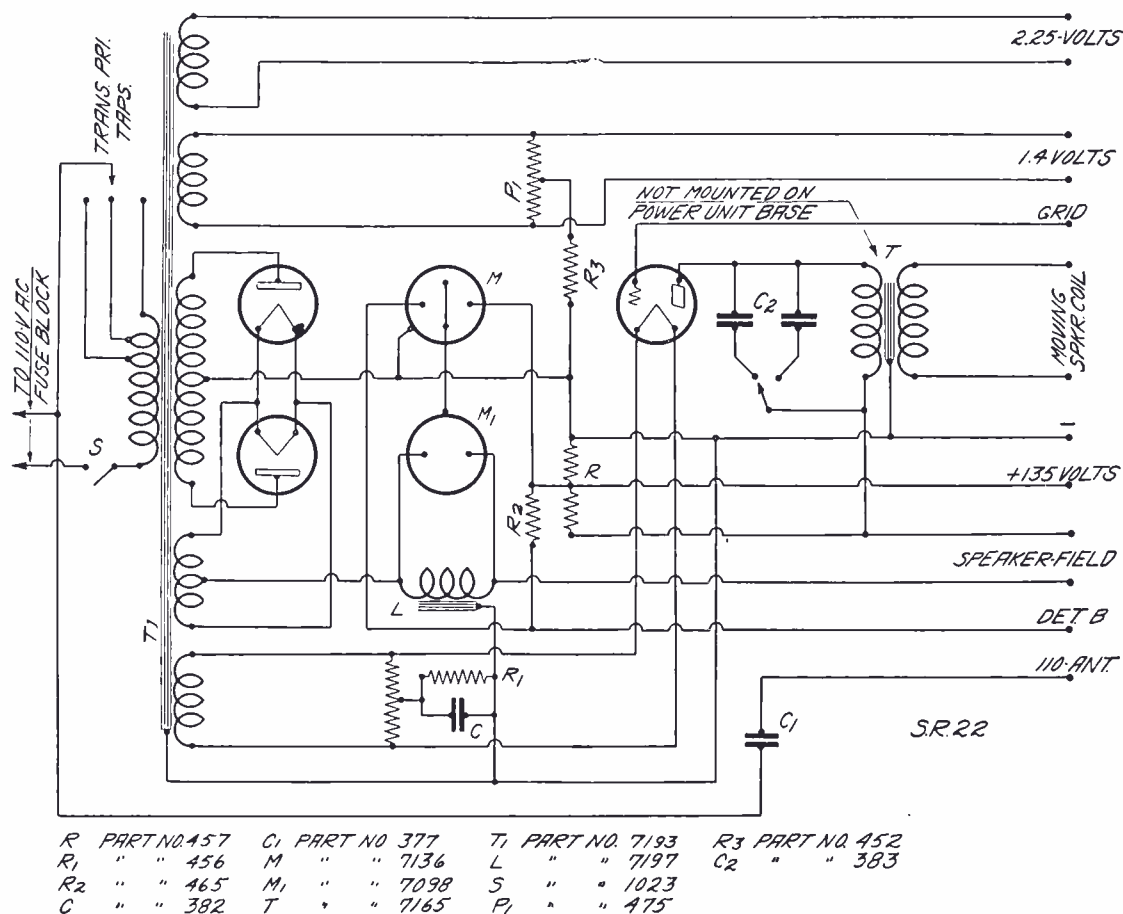 2.25-VOLTS
TRANS. PRI.
TAPS.
1.4 VOLTS
P1
NOT MOUNTED ON
POWER UNIT BASE
GRID
T
R3
M
C2
MOVING
SPKR. COIL
TO 110-V. A.C.
FUSE BLOCK
M1
S
-
R
+135 VOLTS
R2
SPEAKER-FIELD
L
DET. B
T1
R1
110-ANT.
C
C1
S.R. 22
R PART NO. 457 C1 PART NO 377 T1 PART NO. 7193 R3 PART NO. 452
R1 " " 456 M " " 7136 L " " 7197 C2 " " 383
R2 " " 465 M1 " " 7098 S " " 1023
C " " 382 T " " 7165 P1 " " 475